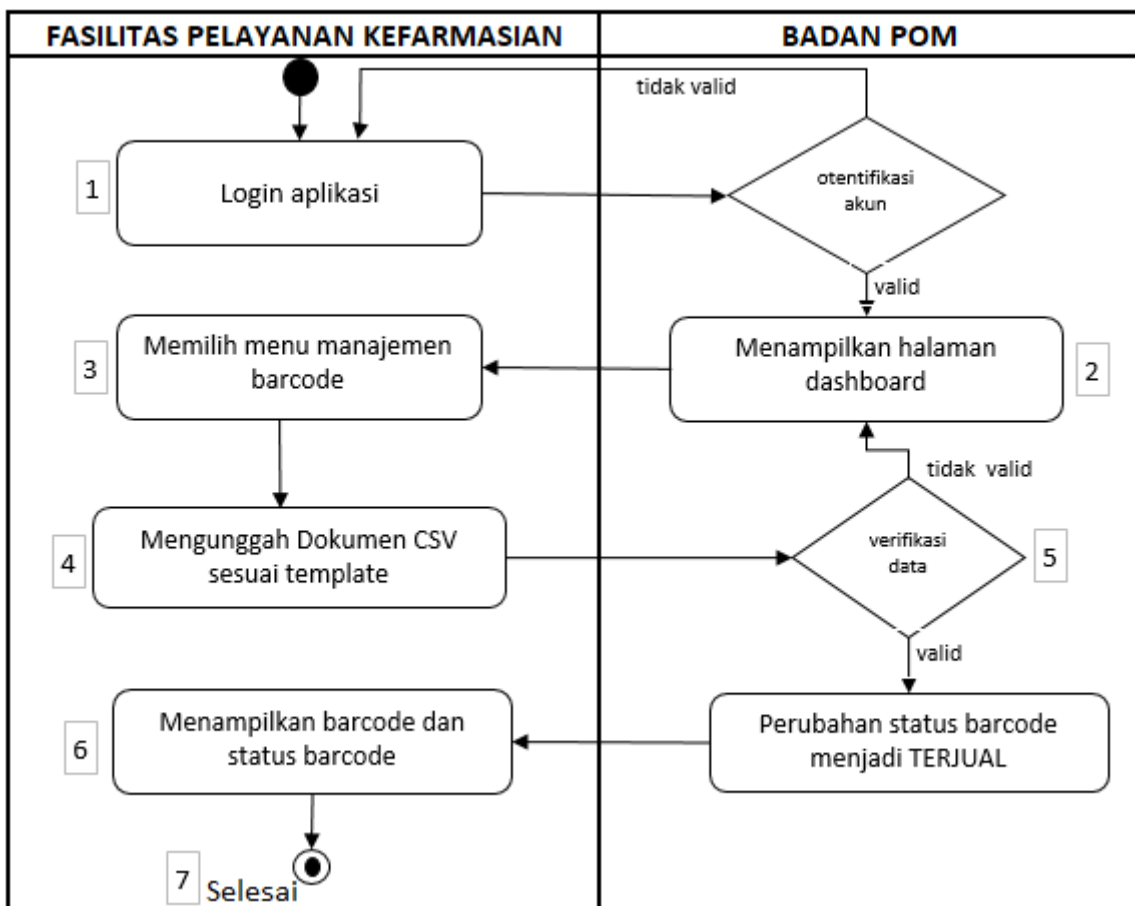 FASILITAS PELAYANAN KEFARMASIAN
BADAN POM
tidak valid
1
Login aplikasi
otentifikasi
akun
valid
3
Memilih menu manajemen
barcode
Menampilkan halaman
dashboard
2
tidak valid
4
Mengunggah Dokumen CSV
sesuai template
verifikasi
data
5
valid
6
Menampilkan barcode dan
status barcode
Perubahan status barcode
menjadi TERJUAL
7
Selesai